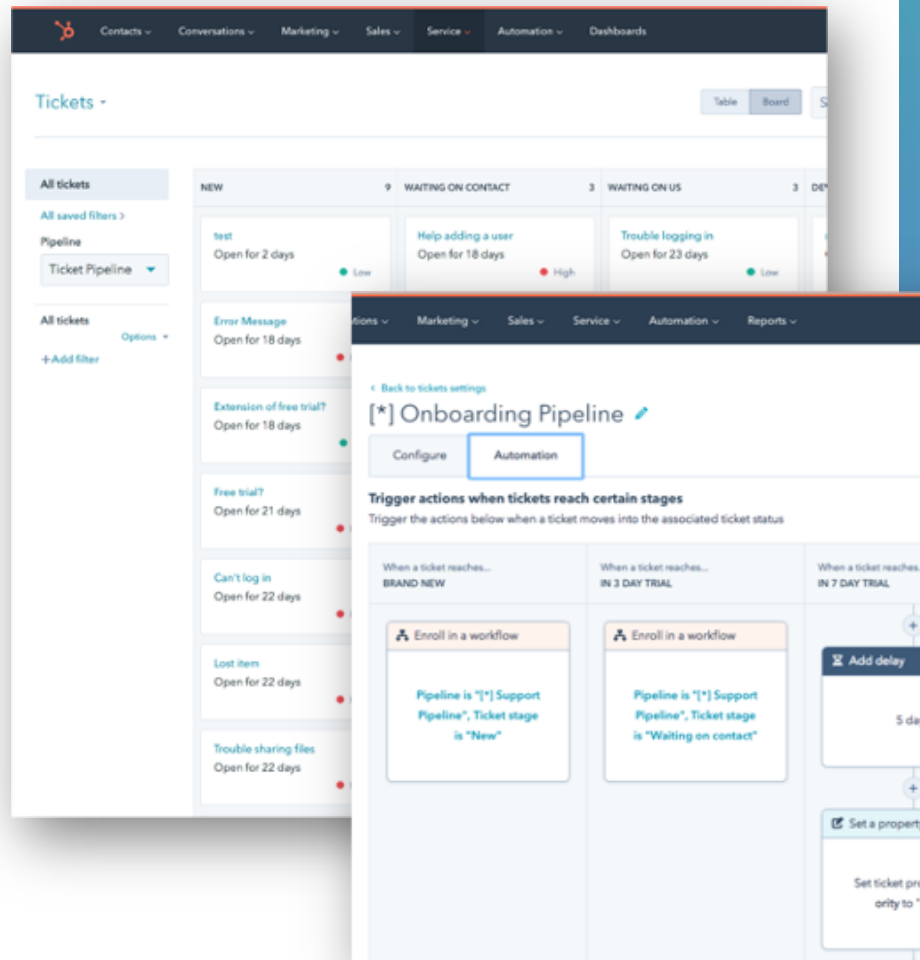 Contacts Conversations Marketing Sales Service Automation Dashboards
Tickets
Table Board
All tickets
All saved filters >
Pipeline
Ticket Pipeline
All tickets
Options
+Add filter
NEW 9
test
Open for 2 days
Low
Error Message
Open for 18 days
Extension of free trial?
Open for 18 days
Free trial?
Open for 21 days
Can't log in
Open for 22 days
Lost item
Open for 22 days
Trouble sharing files
Open for 22 days
WAITING ON CONTACT 3
Help adding a user
Open for 18 days
High
WAITING ON US 3
Trouble logging in
Open for 23 days
Low
Marketing Sales Service Automation Reports
< Back to tickets settings
[*] Onboarding Pipeline
Configure Automation
Trigger actions when tickets reach certain stages
Trigger the actions below when a ticket moves into the associated ticket status
When a ticket reaches...
BRAND NEW
Enroll in a workflow
Pipeline is "[*] Support
Pipeline", Ticket stage
is "New"
When a ticket reaches...
IN 3 DAY TRIAL
Enroll in a workflow
Pipeline is "[*] Support
Pipeline", Ticket stage
is "Waiting on contact"
When a ticket reaches
IN 7 DAY TRIAL
Add delay
5
Set a
Set ticket
to "